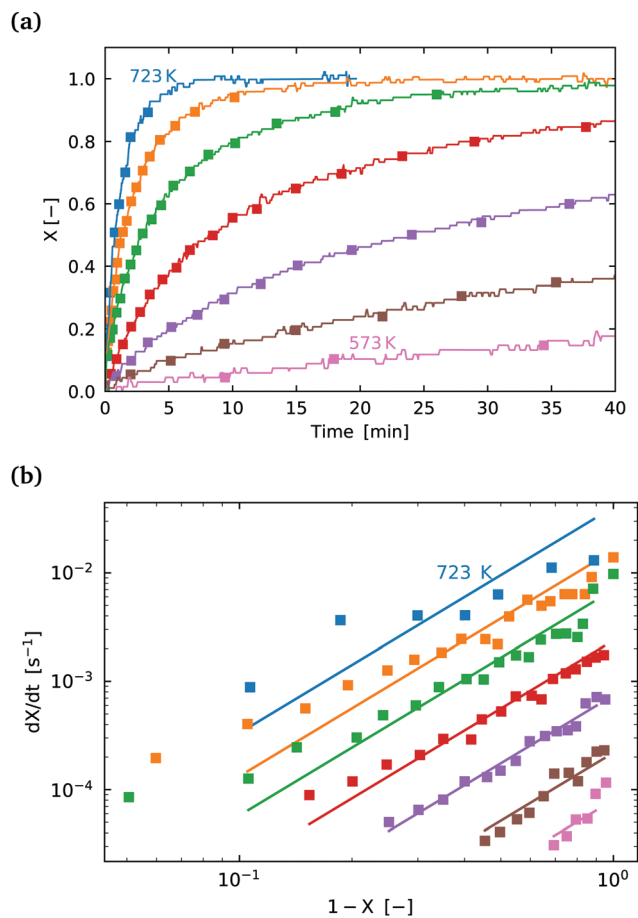 (a)
723 K
1.0
0.8
0.6
0.4
0.2
0.0
X [−]
573 K
0 5 10 15 20 25 30 35 40
Time [min]
(b)
723 K
10⁻²
10⁻³
10⁻⁴
dX/dt [s⁻¹]
10⁻¹ 10⁰
1 − X [−]